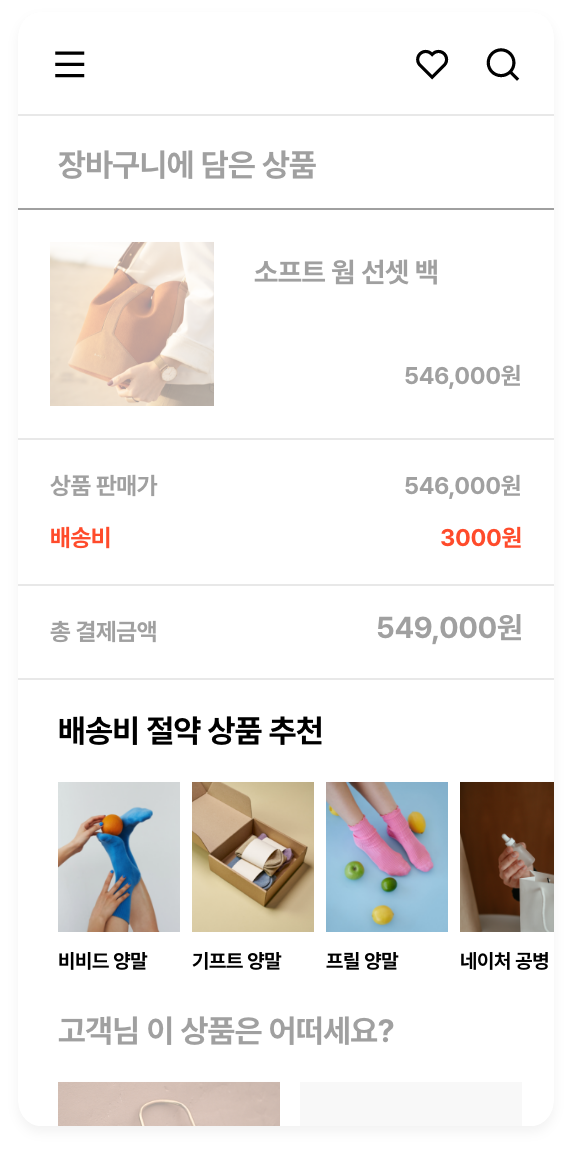 장바구니에 담은 상품
소프트 웜 선셋 백
546,000원
상품 판매가 546,000원
배송비 3000원
총 결제금액 549,000원
배송비 절약 상품 추천
비비드 양말 기프트 양말 프릴 양말 네이처 공병
고객님 이 상품은 어떠세요?